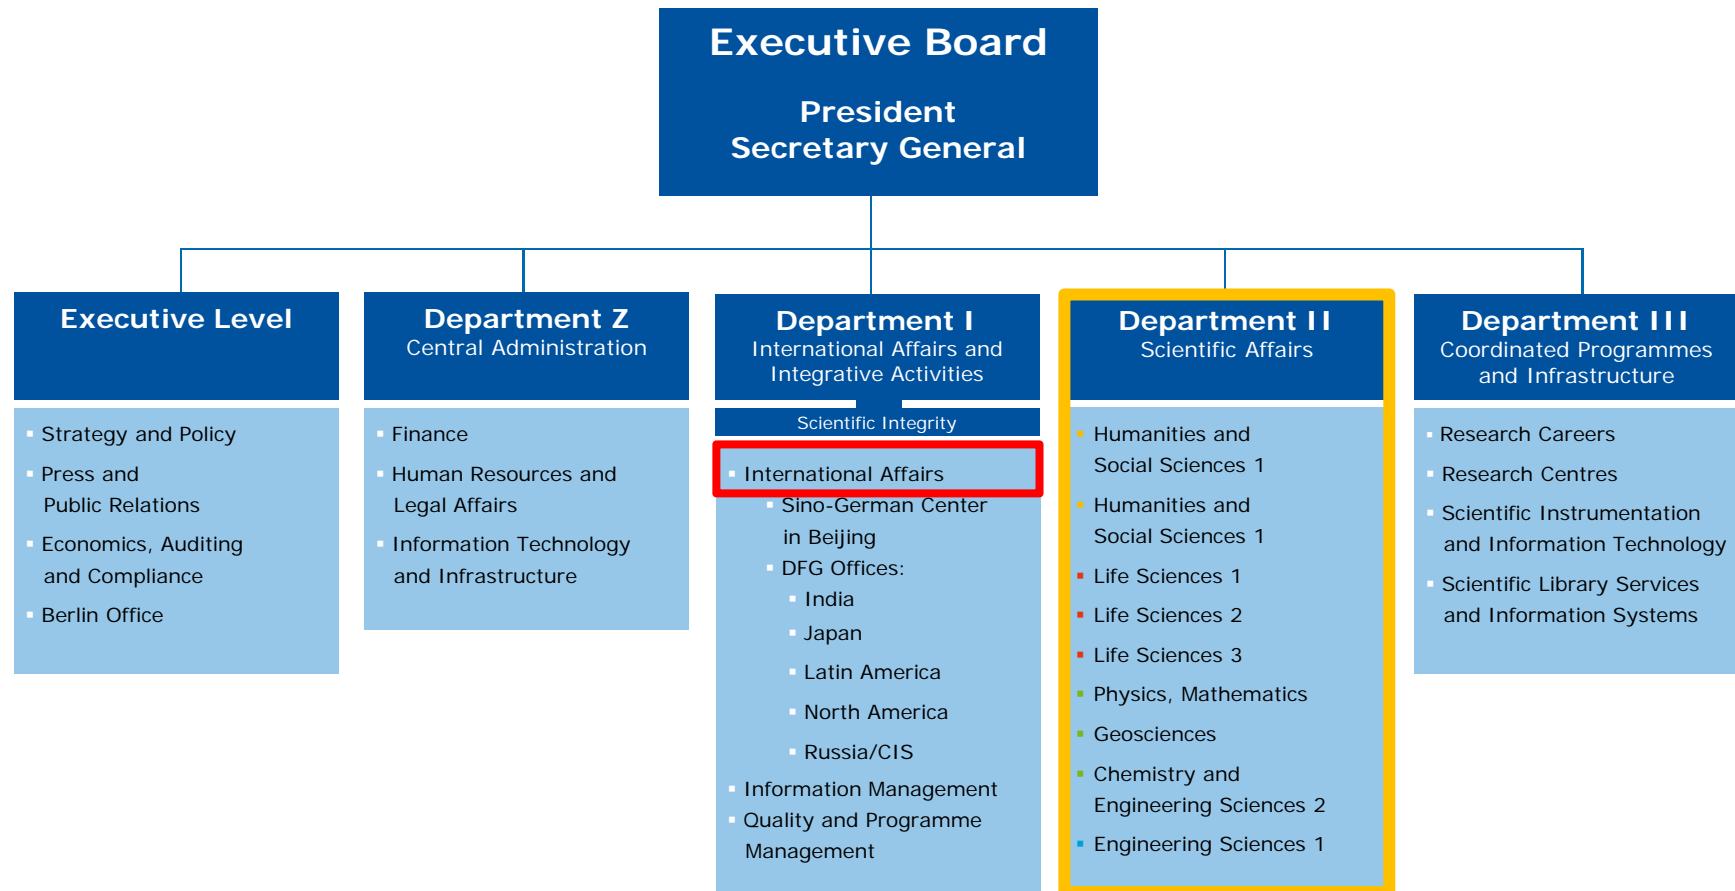 Executive Board
President
Secretary General
Executive Level
Strategy and Policy
Press and
Public Relations
Economics, Auditing
and Compliance
Berlin Office
Department Z
Central Administration
Finance
Human Resources and
Legal Affairs
Information Technology
and Infrastructure
Department I
International Affairs and
Integrative Activities
Scientific Integrity
International Affairs
Sino-German Center
in Beijing
DFG Offices:
India
Japan
Latin America
North America
Russia/CIS
Information Management
Quality and Programme
Management
Department II
Scientific Affairs
Humanities and
Social Sciences 1
Humanities and
Social Sciences 1
Life Sciences 1
Life Sciences 2
Life Sciences 3
Physics, Mathematics
Geosciences
Chemistry and
Engineering Sciences 2
Engineering Sciences 1
Department III
Coordinated Programmes
and Infrastructure
Research Careers
Research Centres
Scientific Instrumentation
and Information Technology
Scientific Library Services
and Information Systems